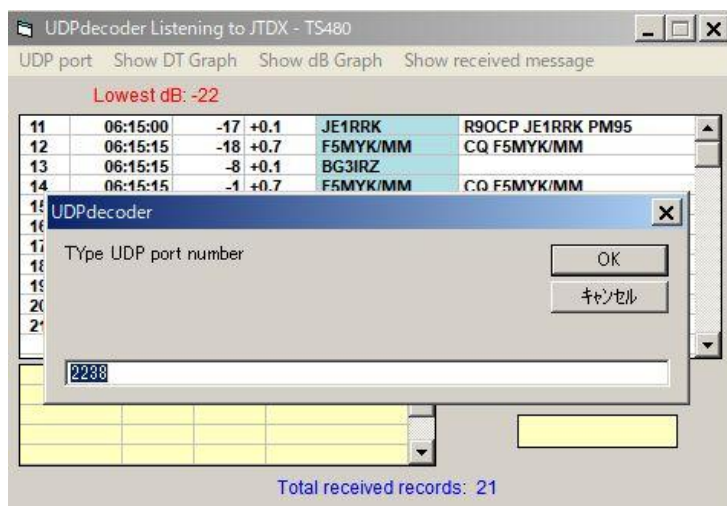 UDPdecoder Listening to JTDX - TS480
UDP port Show DT Graph Show dB Graph Show received message
Lowest dB: -22
11 06:15:00 -17 +0.1 JE1RRK R9OCP JE1RRK PM95
12 06:15:15 -18 +0.7 F5MYK/MM CQ F5MYK/MM
13 06:15:15 -8 +0.1 BG3IRZ
14 06:15:15 -1 +0.7 F5MYK/MM CQ F5MYK/MM
UDPdecoder
TYpe UDP port number
OK
キャンセル
2238
Total received records: 21